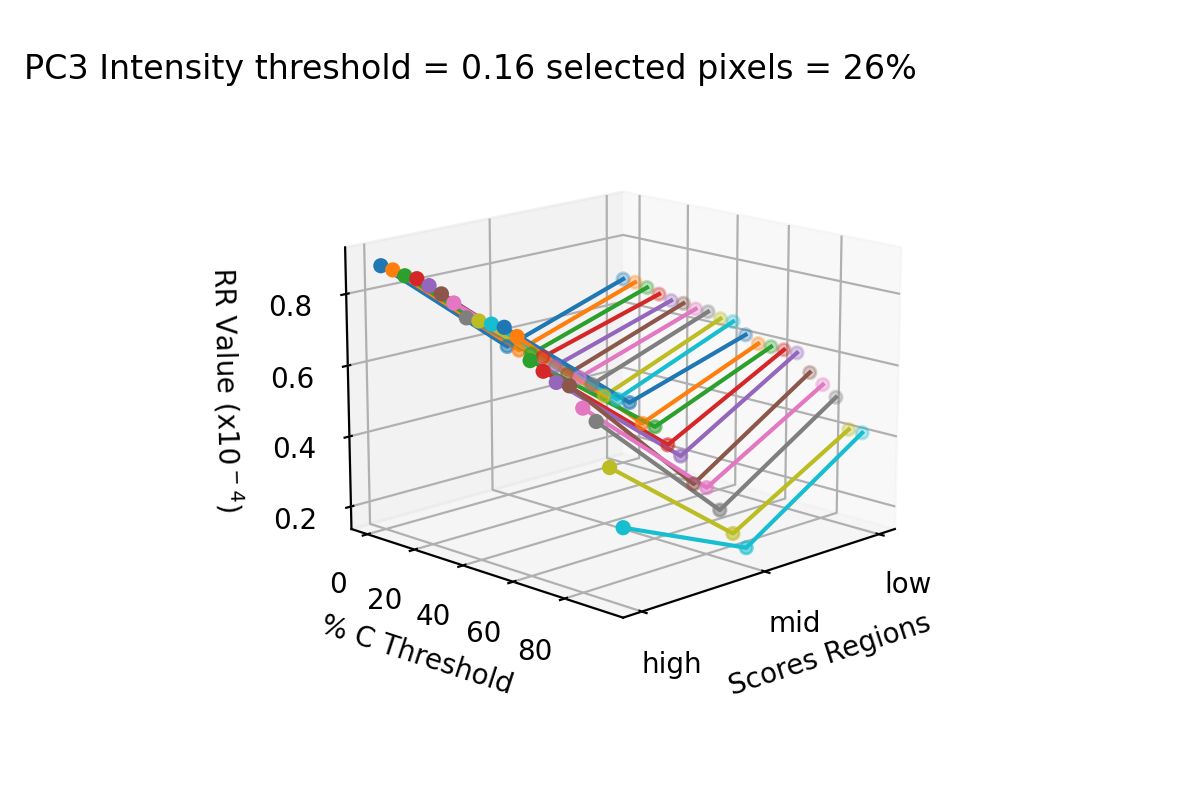 PC3 Intensity threshold = 0.16 selected pixels = 26%
RR Value (x10⁻⁴)
0.8
0.6
0.4
0.2
0
20
40
60
80
% C Threshold
high
mid
low
Scores Regions